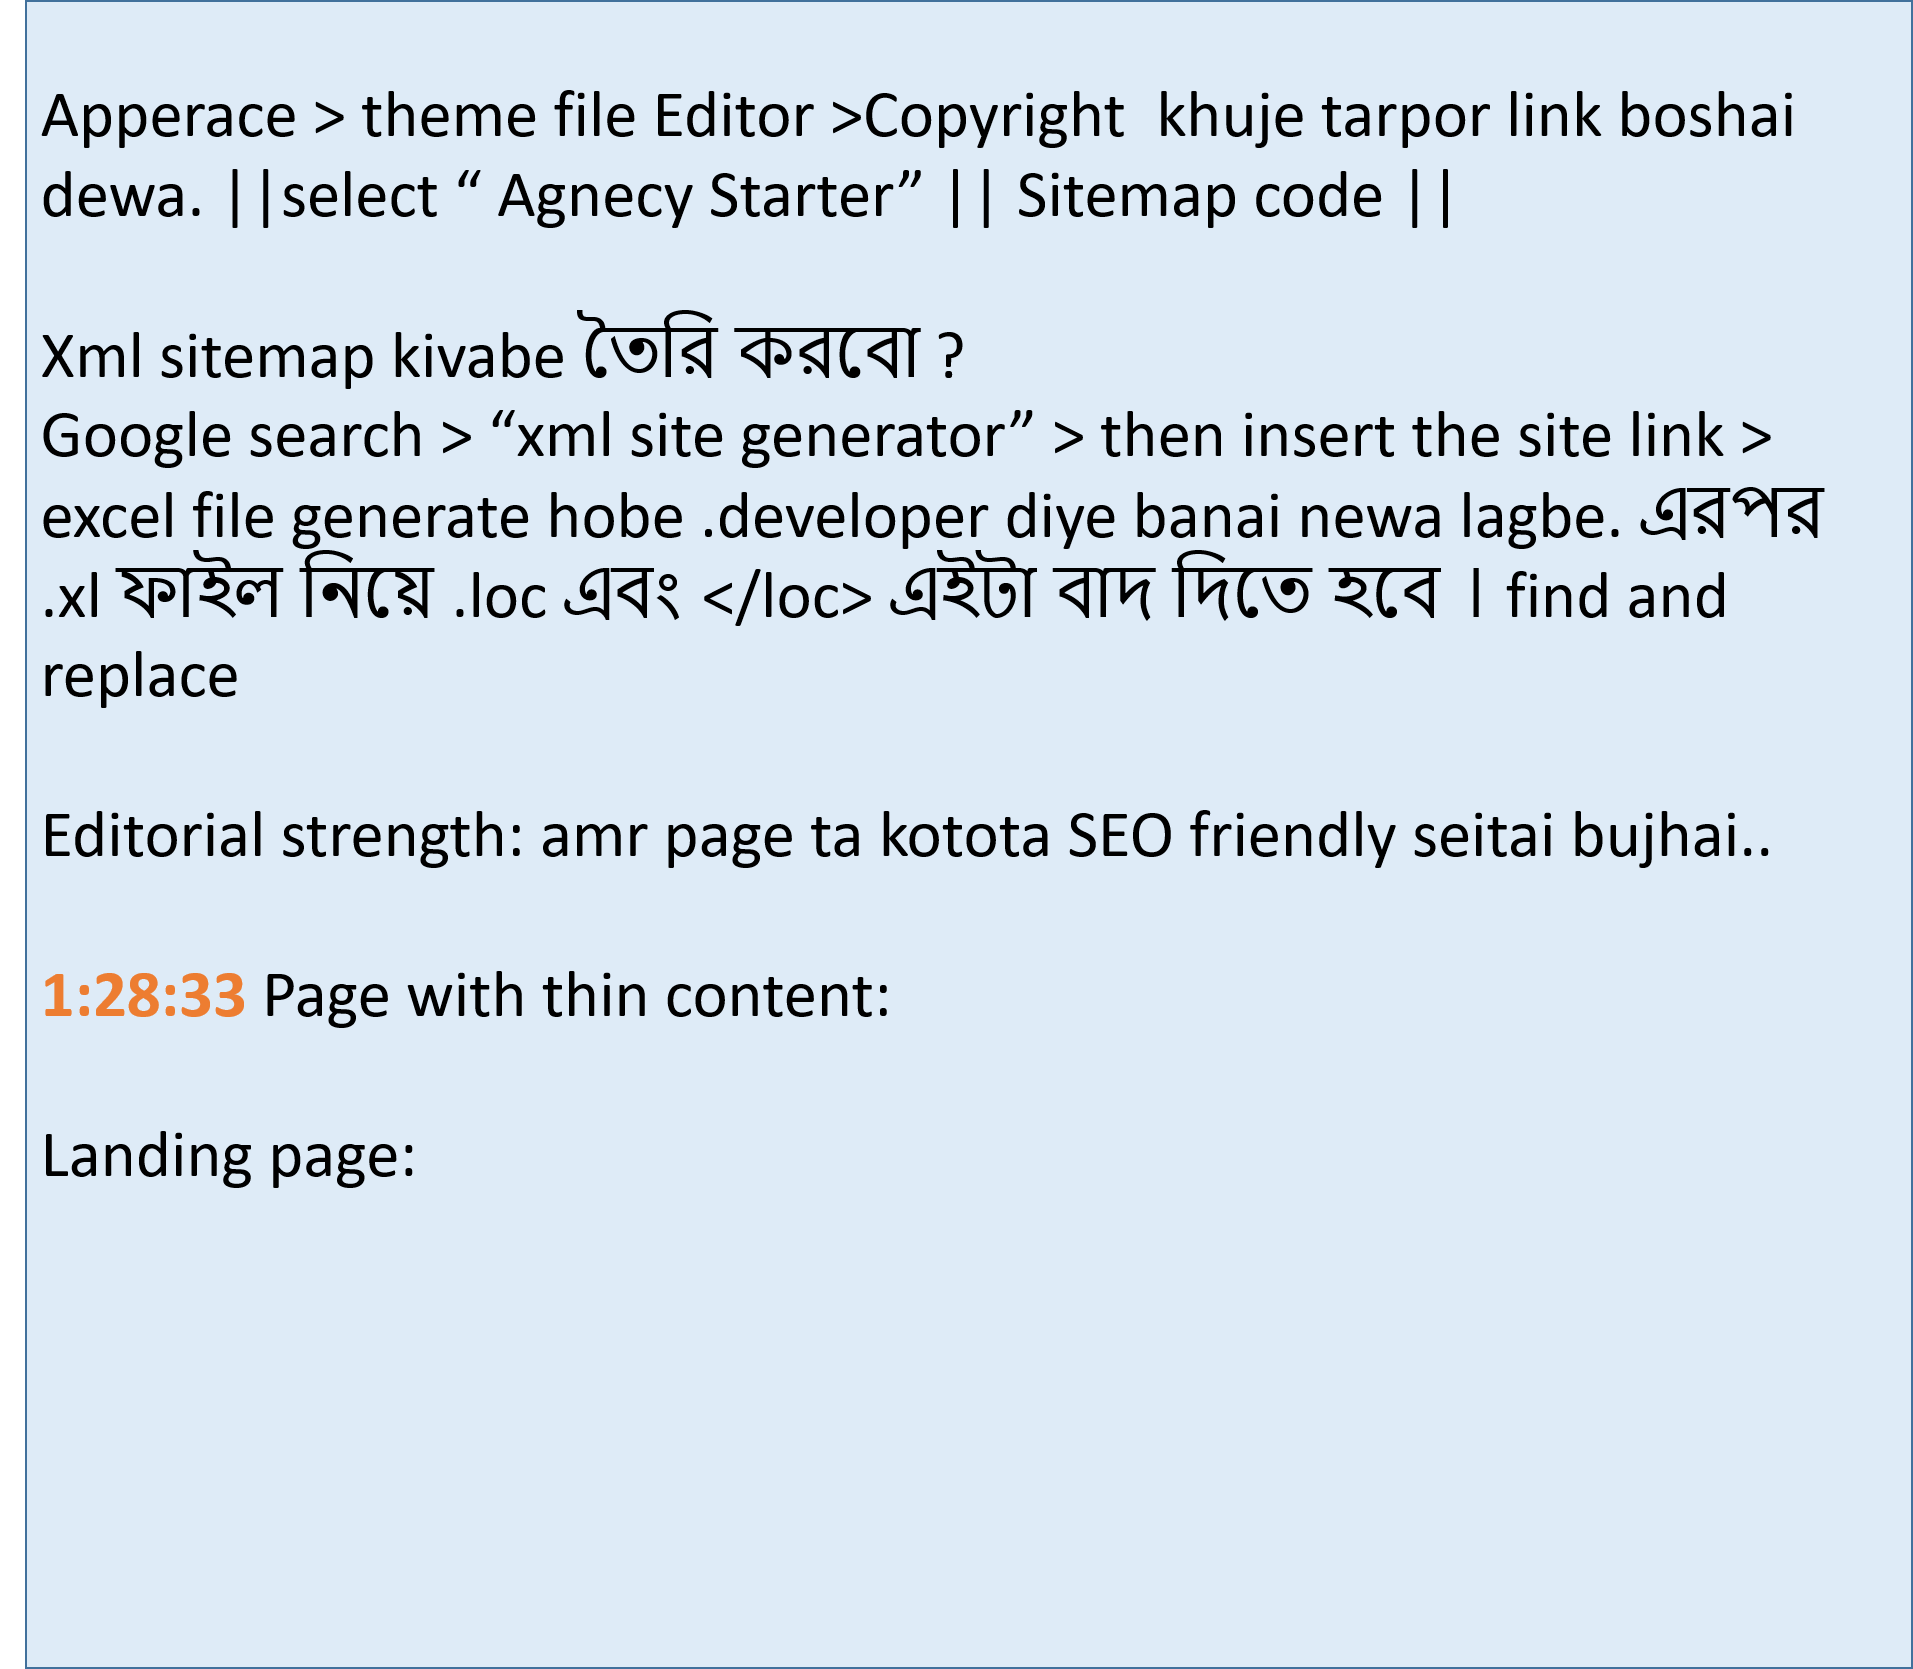 Apperace > theme file Editor >Copyright  khuje tarpor link boshai
dewa. ||select “ Agnecy Starter” || Sitemap code ||
Xml sitemap kivabe তৈরি করবো ?
Google search > “xml site generator” > then insert the site link >
excel file generate hobe .developer diye banai newa lagbe. এরপর
.xl ফাইল নিয়ে .loc এবং </loc> এইটা বাদ দিতে হবে । find and
replace
Editorial strength: amr page ta kotota SEO friendly seitai bujhai..
1:28:33 Page with thin content:
Landing page: